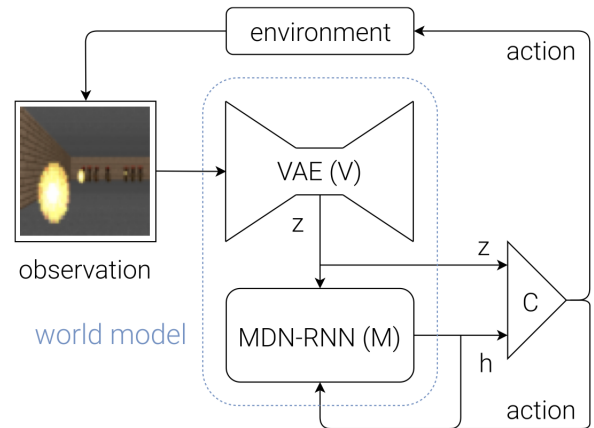 environment
action
VAE (V)
z
z
observation
C
world model
MDN-RNN (M)
h
action